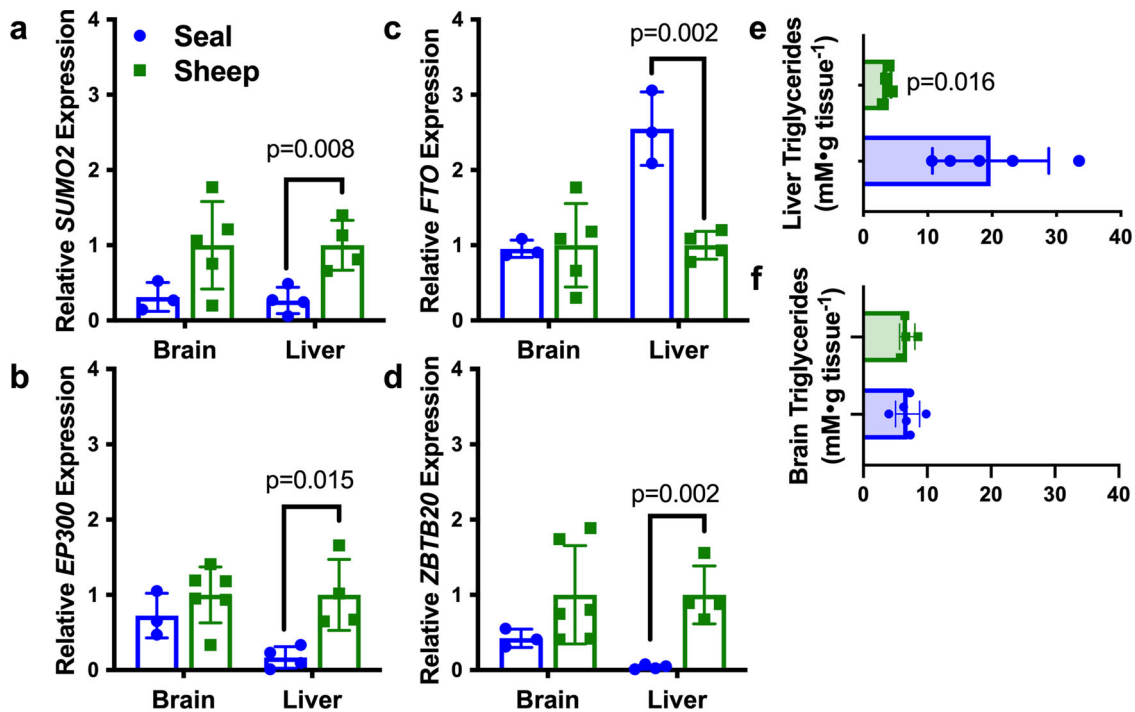 a
Seal
Sheep
Relative SUMO2 Expression
4
3
2
1
0
p=0.008
Brain
Liver
c
Relative FTO Expression
4
3
2
1
0
p=0.002
Brain
Liver
e
Liver Triglycerides
(mM•g tissue-1)
p=0.016
0
10
20
30
40
b
Relative EP300 Expression
4
3
2
1
0
p=0.015
Brain
Liver
d
Relative ZBTB20 Expression
4
3
2
1
0
p=0.002
Brain
Liver
f
Brain Triglycerides
(mM•g tissue-1)
0
10
20
30
40